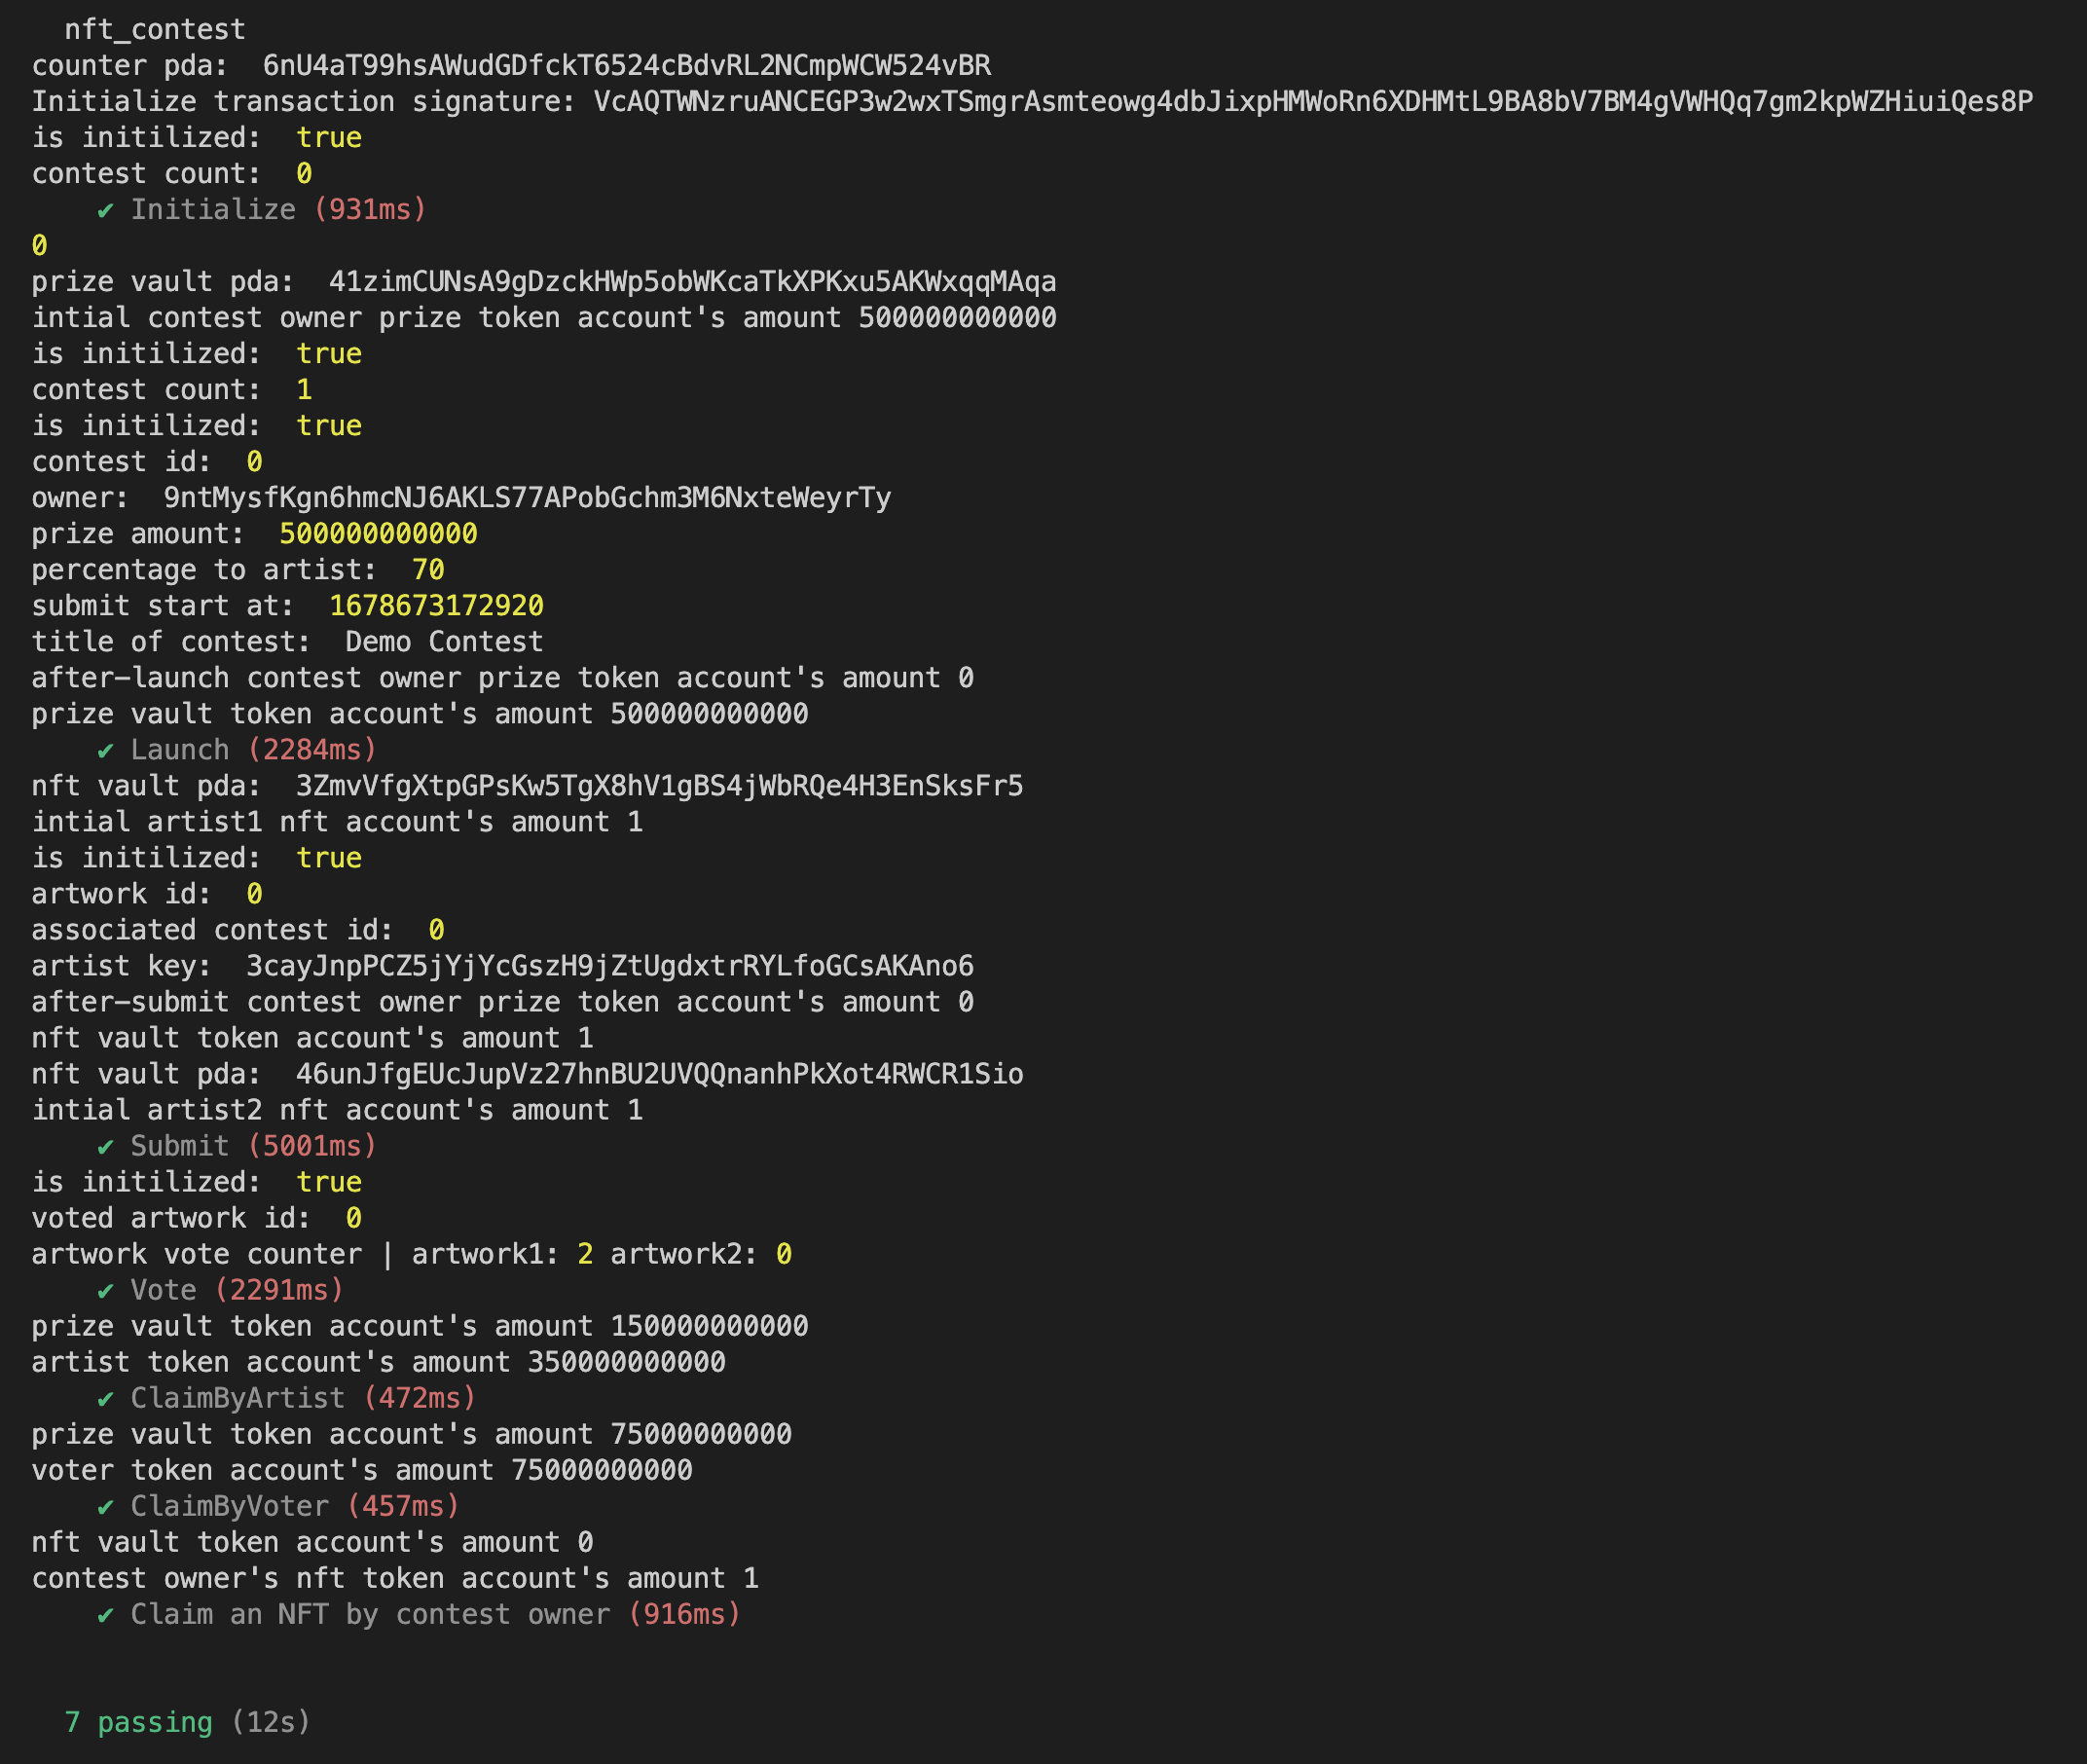 nft_contest
counter pda:  6nU4aT99hsAWudGDfckT6524cBdvRL2NCmpWCW524vBR
Initialize transaction signature: VcAQTWNzruANCEGP3w2wxTSmgrAsmteowg4dbJixpHMWoRn6XDHMtL9BA8bV7BM4gVWHQq7gm2kpWZHiuiQes8P
is initilized:  true
contest count:  0
✔ Initialize (931ms)
0
prize vault pda:  41zimCUNsA9gDzckHWp5obWKcaTkXPKxu5AKWxqqMAqa
intial contest owner prize token account's amount 500000000000
is initilized:  true
contest count:  1
is initilized:  true
contest id:  0
owner:  9ntMysfKgn6hmcNJ6AKLS77APobGchm3M6NxteWeyrTy
prize amount:  500000000000
percentage to artist:  70
submit start at:  1678673172920
title of contest:  Demo Contest
after-launch contest owner prize token account's amount 0
prize vault token account's amount 500000000000
✔ Launch (2284ms)
nft vault pda:  3ZmvVfgXtpGPsKw5TgX8hV1gBS4jWbRQe4H3EnSksFr5
intial artist1 nft account's amount 1
is initilized:  true
artwork id:  0
associated contest id:  0
artist key:  3cayJnpPCZ5jYjYcGszH9jZtUgdxtrRYLfoGCsAKAno6
after-submit contest owner prize token account's amount 0
nft vault token account's amount 1
nft vault pda:  46unJfgEUcJupVz27hnBU2UVQQnanhPkXot4RWCR1Sio
intial artist2 nft account's amount 1
✔ Submit (5001ms)
is initilized:  true
voted artwork id:  0
artwork vote counter | artwork1: 2 artwork2: 0
✔ Vote (2291ms)
prize vault token account's amount 150000000000
artist token account's amount 350000000000
✔ ClaimByArtist (472ms)
prize vault token account's amount 75000000000
voter token account's amount 75000000000
✔ ClaimByVoter (457ms)
nft vault token account's amount 0
contest owner's nft token account's amount 1
✔ Claim an NFT by contest owner (916ms)
7 passing (12s)